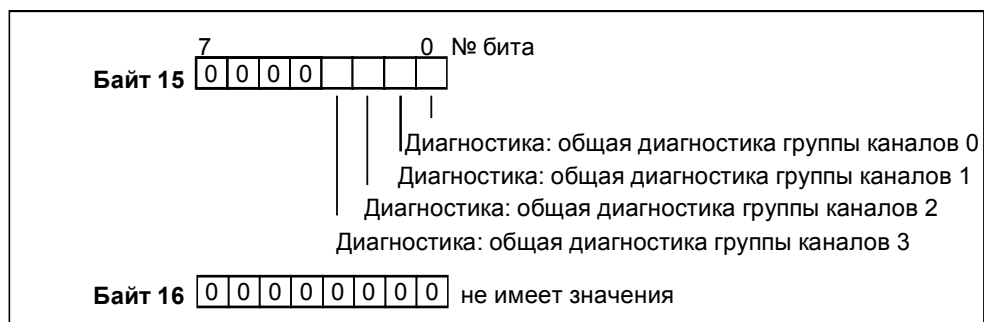 7 0 № бита
Байт 15 0 0 0 0
Диагностика: общая диагностика группы каналов 0
Диагностика: общая диагностика группы каналов 1
Диагностика: общая диагностика группы каналов 2
Диагностика: общая диагностика группы каналов 3
Байт 16 0 0 0 0 0 0 0 0 не имеет значения